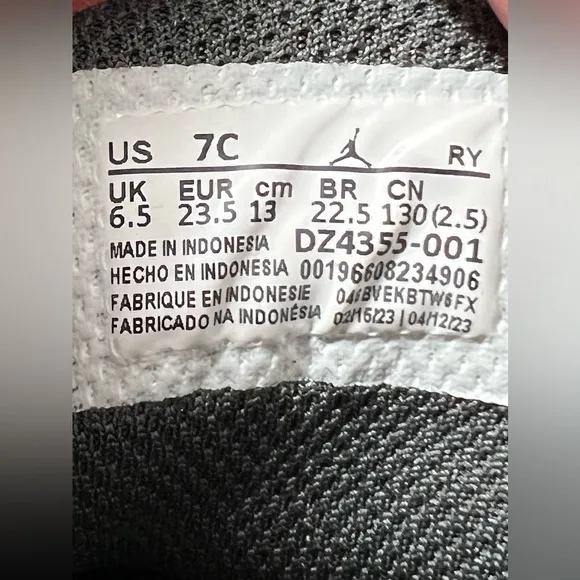 US 7C RY
UK EUR cm BR CN
6.5 23.5 13 22.5 130(2.5)
MADE IN INDONESIA DZ4355-001
HECHO EN INDONESIA 00196608234906
FABRIQUE EN INDONESIE
FABRICADO NA INDONÉSIA 02/15/23 | 04/12/23